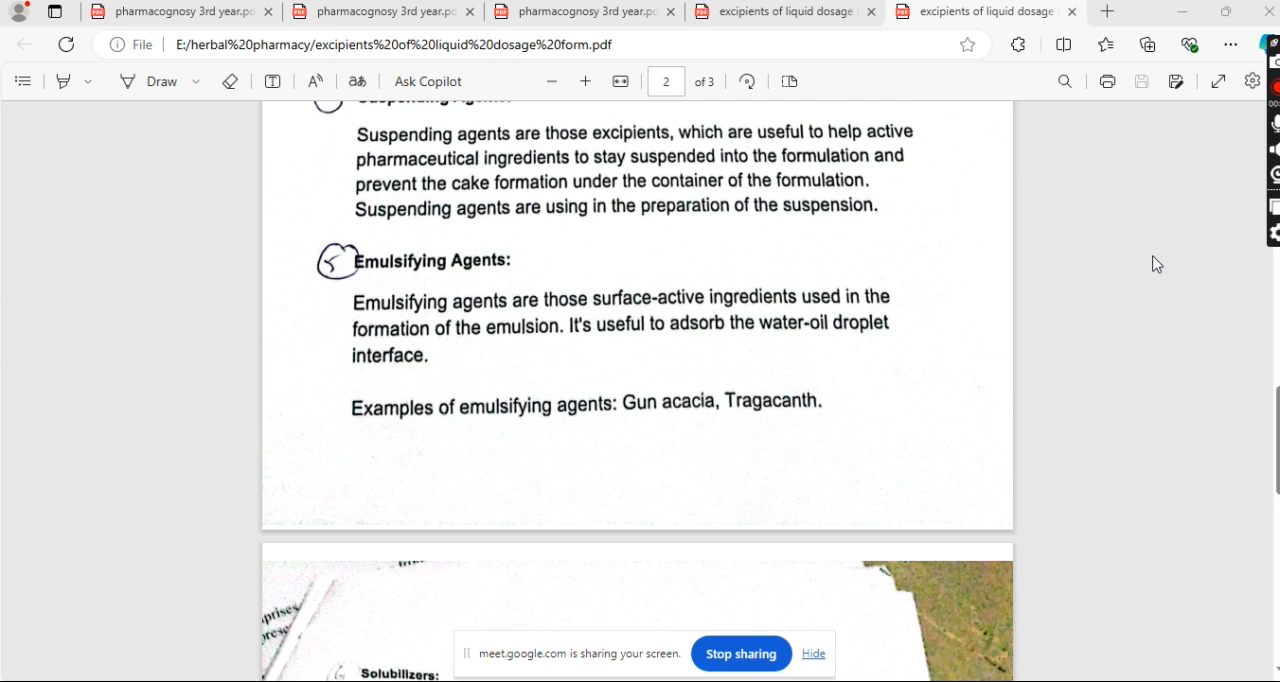 pharmacognosy 3rd year.pd
pharmacognosy 3rd year.pd
pharmacognosy 3rd year.pd
excipients of liquid dosage
excipients of liquid dosage
File
E:/herbal%20pharmacy/excipients%20of%20liquid%20dosage%20form.pdf
Draw
aあ
Ask Copilot
2
of 3
Suspending agents are those excipients, which are useful to help active
pharmaceutical ingredients to stay suspended into the formulation and
prevent the cake formation under the container of the formulation.
Suspending agents are using in the preparation of the suspension.
5
Emulsifying Agents:
Emulsifying agents are those surface-active ingredients used in the
formation of the emulsion. It's useful to adsorb the water-oil droplet
interface.
Examples of emulsifying agents: Gun acacia, Tragacanth.
meet.google.com is sharing your screen.
Stop sharing
Hide
Solubilizers: